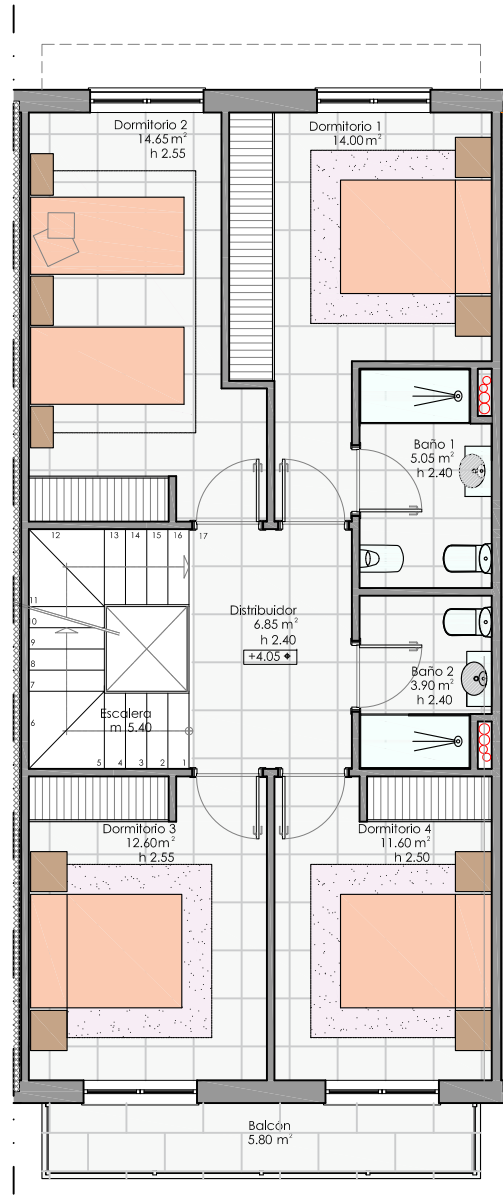 Dormitorio 2
14.65 m²
h 2.55
Dormitorio 1
14.00 m²
Baño 1
5.05 m²
h 2.40
12
13
14
15
16
17
11
10
9
8
7
6
5
4
3
2
1
Distribuidor
6.85 m²
h 2.40
+4.05
Escalera
m 5.40
Baño 2
3.90 m²
h 2.40
Dormitorio 3
12.60 m²
h 2.55
Dormitorio 4
11.60 m²
h 2.50
Balcón
5.80 m²